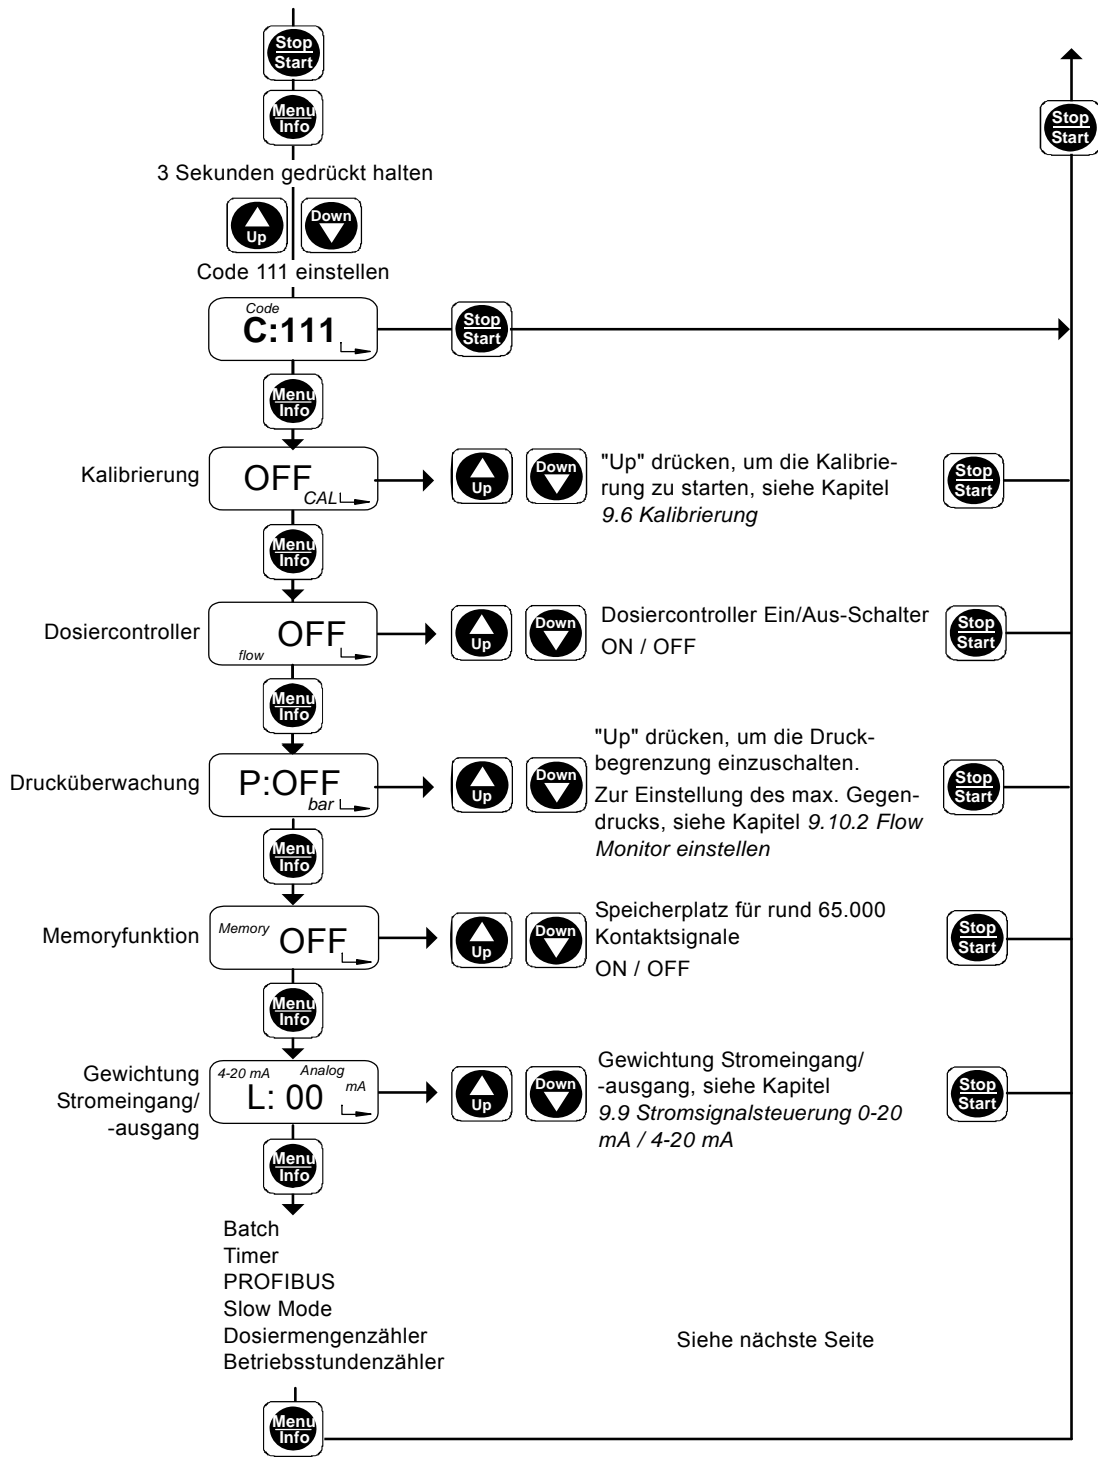 Stop
Start
Menu
Info
Stop
Start
3 Sekunden gedrückt halten
Up
Down
Code 111 einstellen
Code
C:111
Stop
Start
Menu
Info
Kalibrierung
OFF
CAL
Up
Down
"Up" drücken, um die Kalibrie-
rung zu starten, siehe Kapitel
9.6 Kalibrierung
Stop
Start
Menu
Info
Dosiercontroller
OFF
flow
Up
Down
Dosiercontroller Ein/Aus-Schalter
ON / OFF
Stop
Start
Menu
Info
Drucküberwachung
P:OFF
bar
Up
Down
"Up" drücken, um die Druck-
begrenzung einzuschalten.
Zur Einstellung des max. Gegen-
drucks, siehe Kapitel 9.10.2 Flow
Monitor einstellen
Stop
Start
Menu
Info
Memoryfunktion
Memory
OFF
Up
Down
Speicherplatz für rund 65.000
Kontaktsignale
ON / OFF
Stop
Start
Menu
Info
Gewichtung
Stromeingang/
-ausgang
4-20 mA
Analog
L: 00
mA
Up
Down
Gewichtung Stromeingang/
-ausgang, siehe Kapitel
9.9 Stromsignalsteuerung 0-20
mA / 4-20 mA
Stop
Start
Menu
Info
Batch
Timer
PROFIBUS
Slow Mode
Dosiermengenzähler
Betriebsstundenzähler
Siehe nächste Seite
Menu
Info